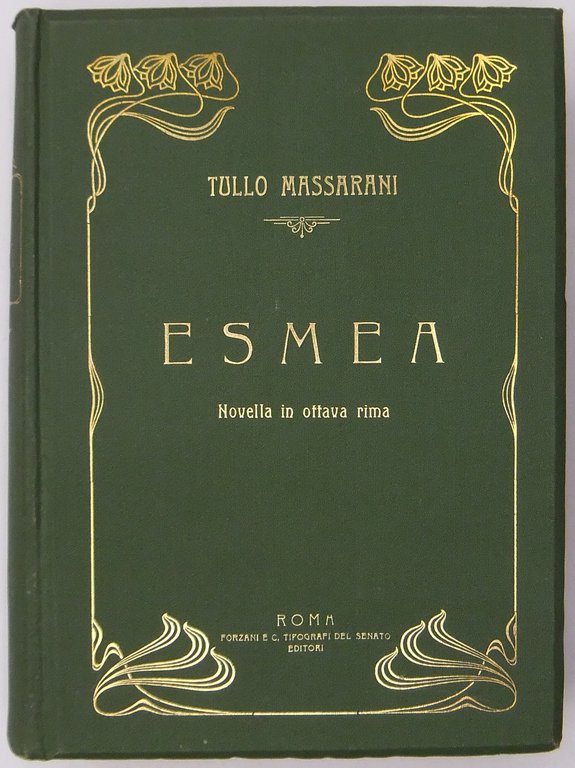 TULLO MASSARANI
ESMEA
Novella in ottava rima
ROMA
FORZANI E C. TIPOGRAFI DEL SENATO
EDITORI